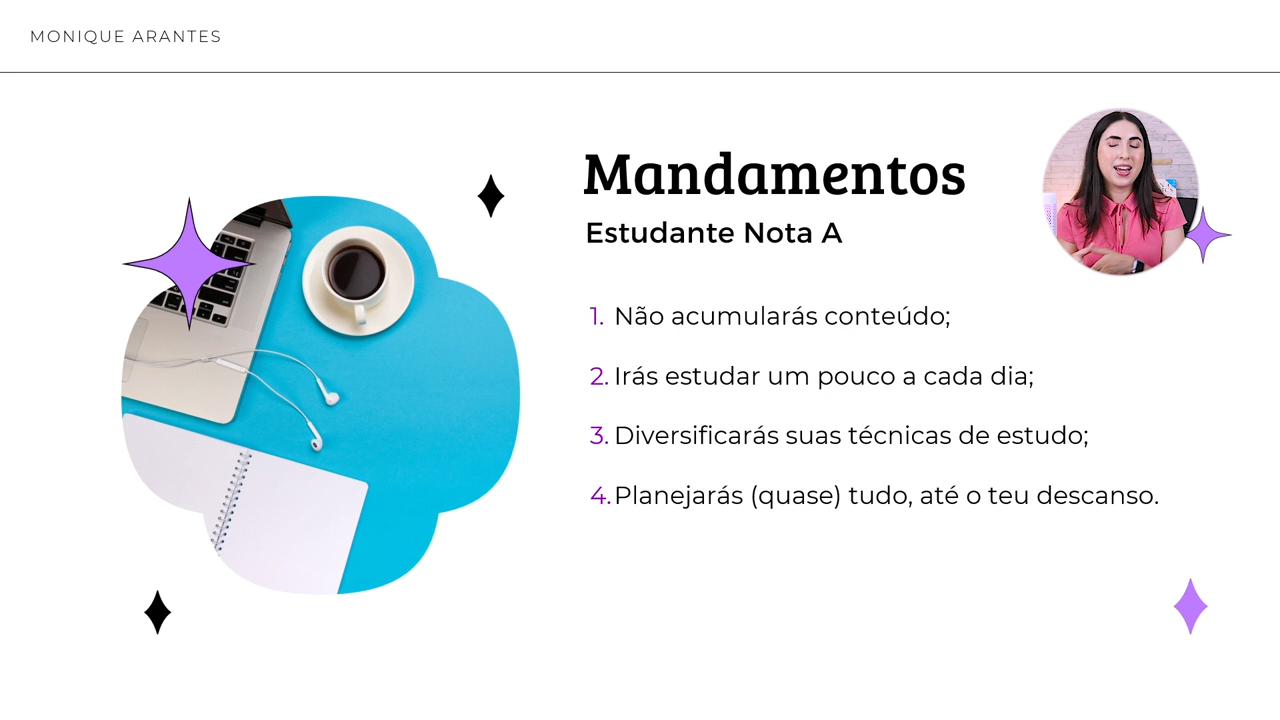 MONIQUE ARANTES
Mandamentos
Estudante Nota A
1. Não acumularás conteúdo;
2. Irás estudar um pouco a cada dia;
3. Diversificarás suas técnicas de estudo;
4. Planejarás (quase) tudo, até o teu descanso.